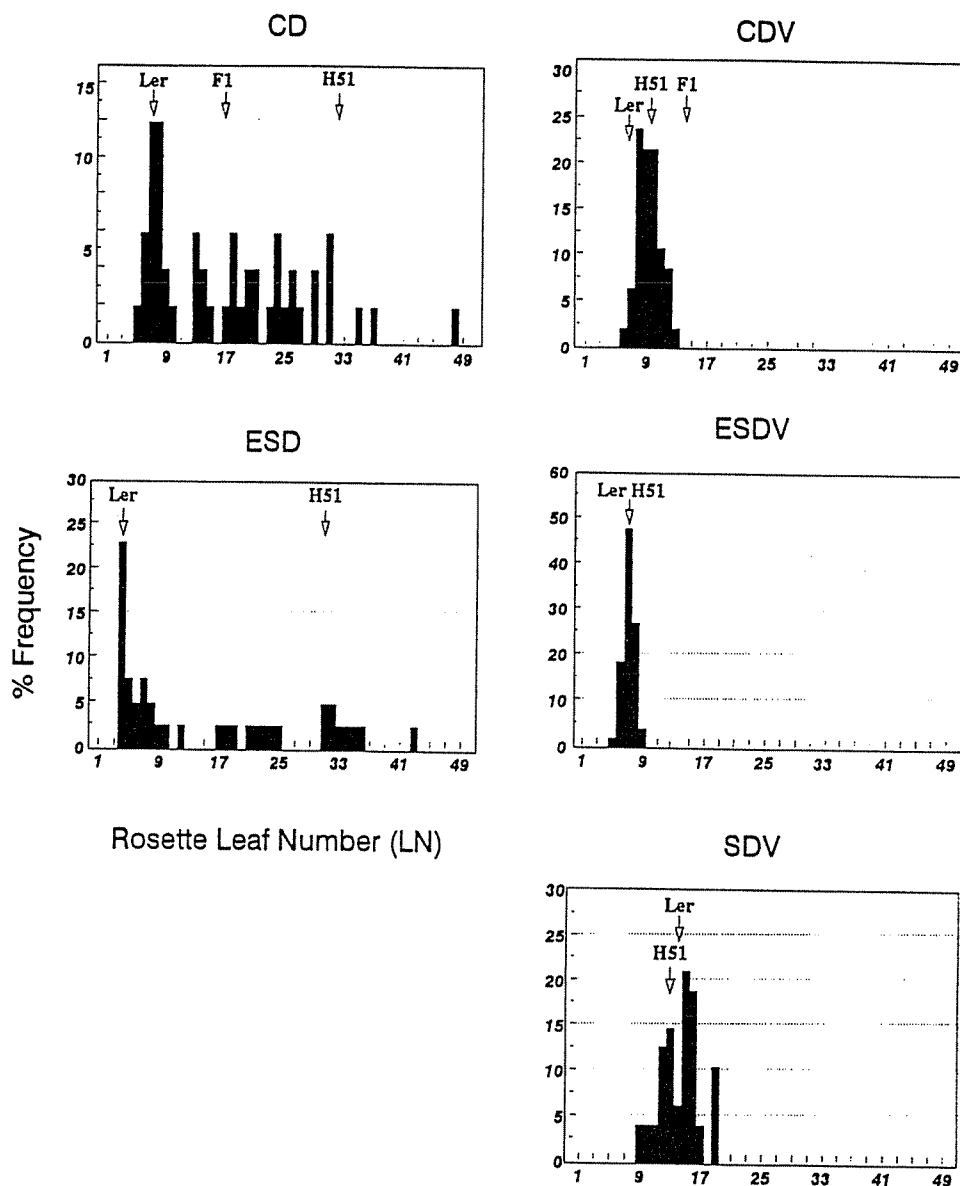 CD
15
10
5
0
Ler
F1
H51
1 9 17 25 33 41 49
CDV
30
25
20
15
10
5
0
Ler
H51
F1
1 9 17 25 33 41 49
ESD
30
25
20
15
10
5
0
Ler
H51
1 9 17 25 33 41 49
ESDV
60
50
40
30
20
10
0
Ler H51
1 9 17 25 33 41 49
% Frequency
Rosette Leaf Number (LN)
SDV
30
25
20
15
10
5
0
Ler
H51
1 9 17 25 33 41 49